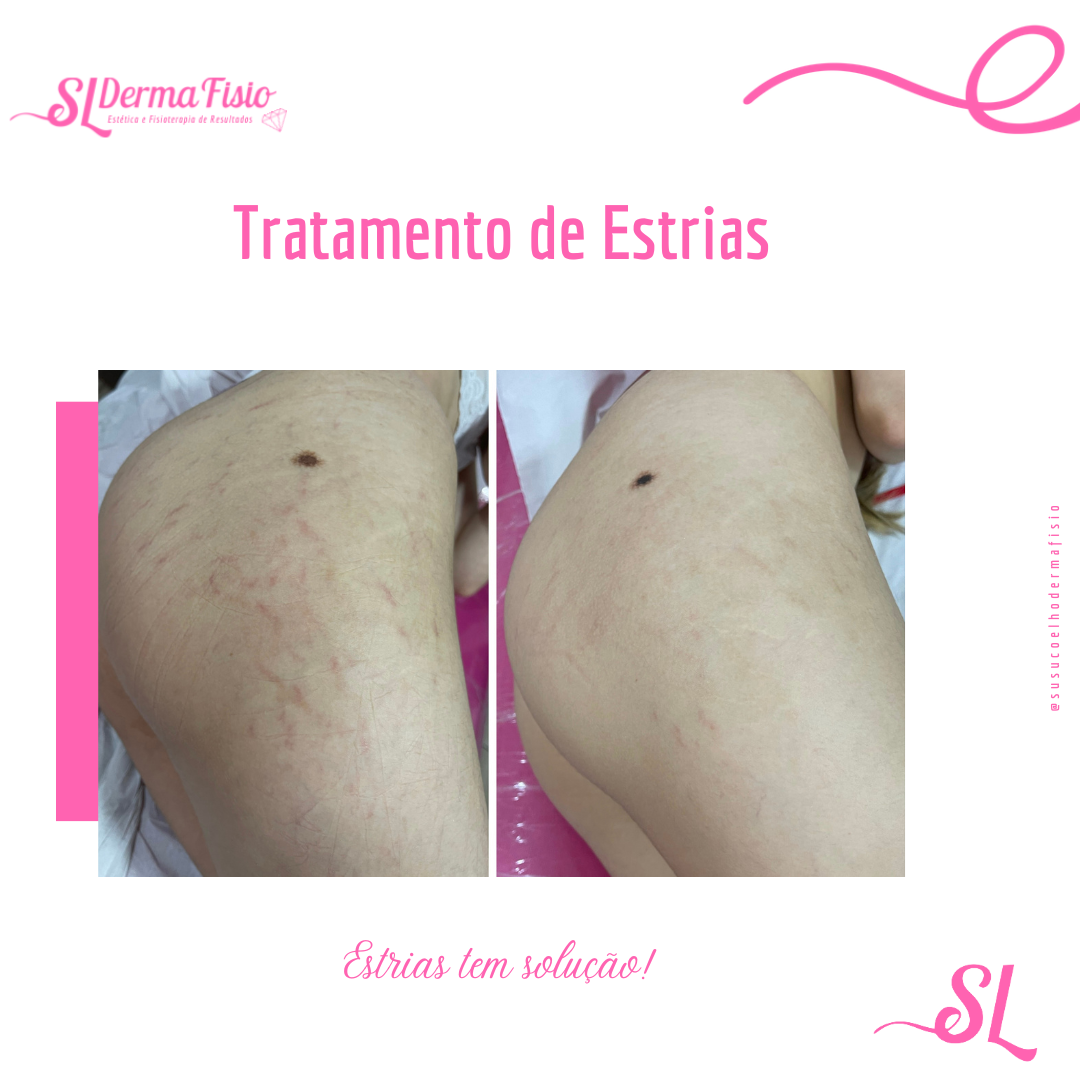 SL Derma Fisio
Estética e Fisioterapia de Resultados
Tratamento de Estrias
@susucoelhodermafisio
Estrias tem solução!
SL